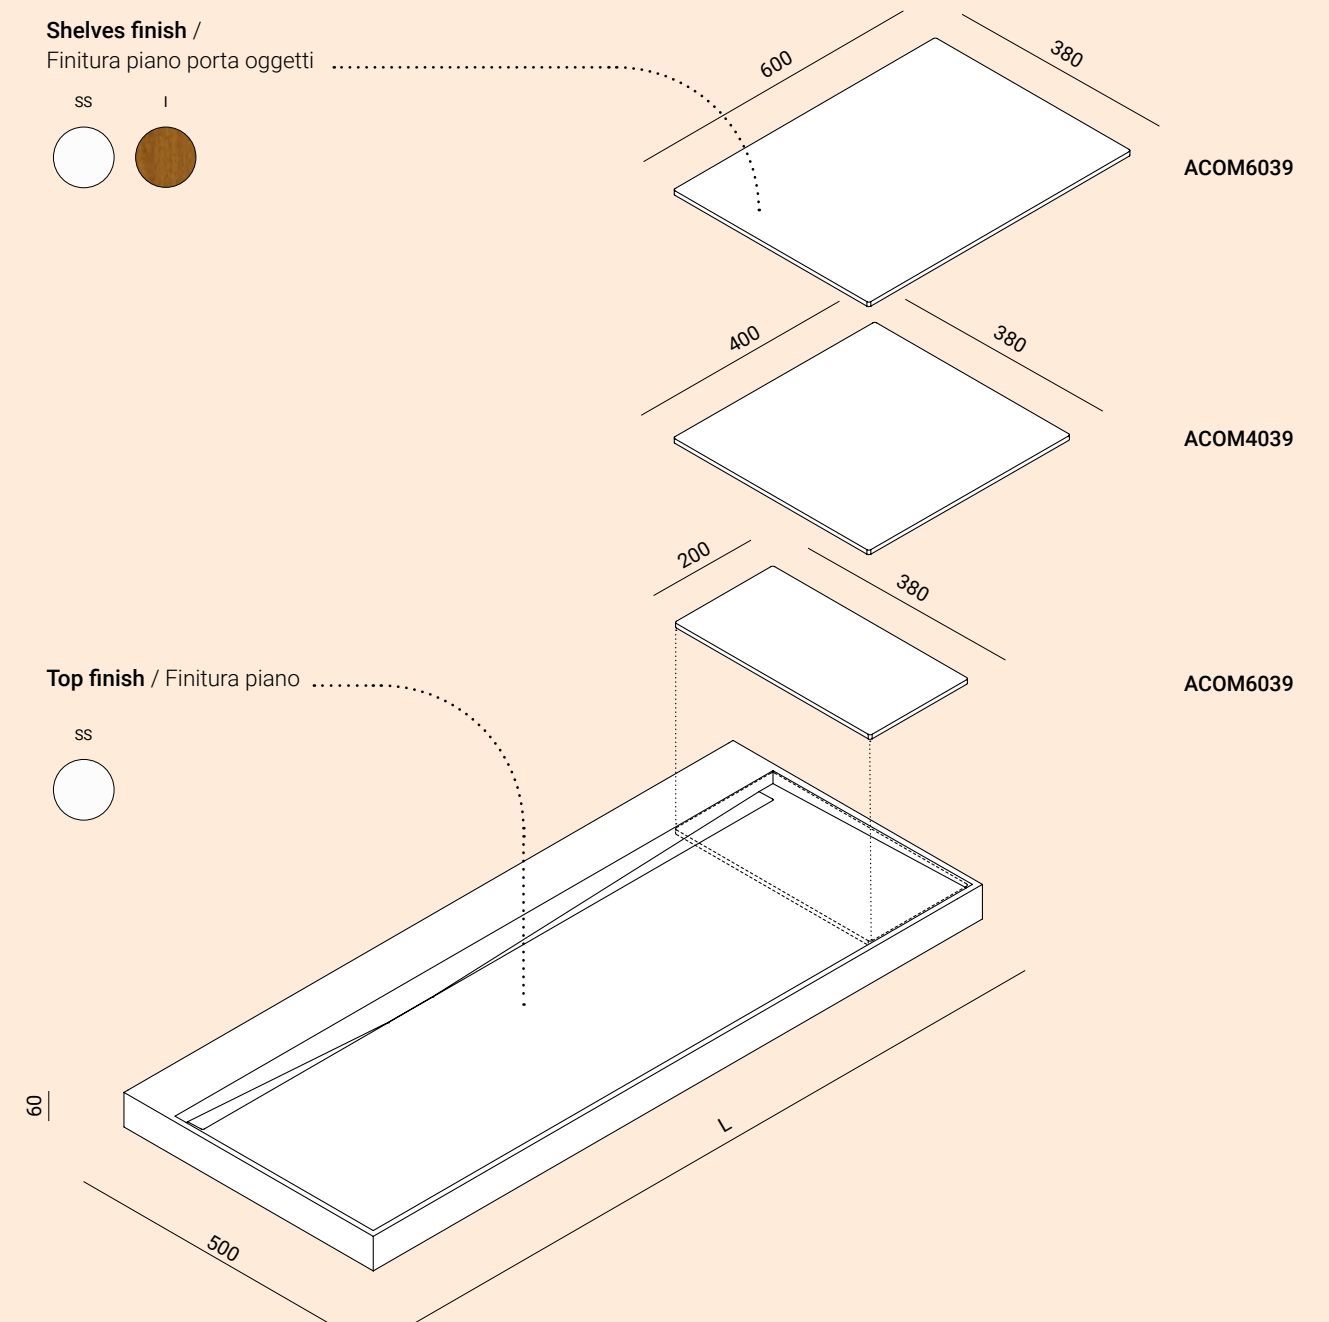 Shelves finish /
Finitura piano porta oggetti
SS I
600
380
ACOM6039
400
380
ACOM4039
200
380
ACOM6039
Top finish / Finitura piano
SS
60
L
500